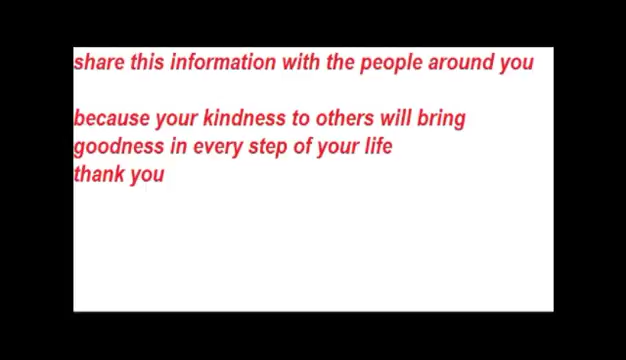 share this information with the people around you
because your kindness to others will bring
goodness in every step of your life
thank you